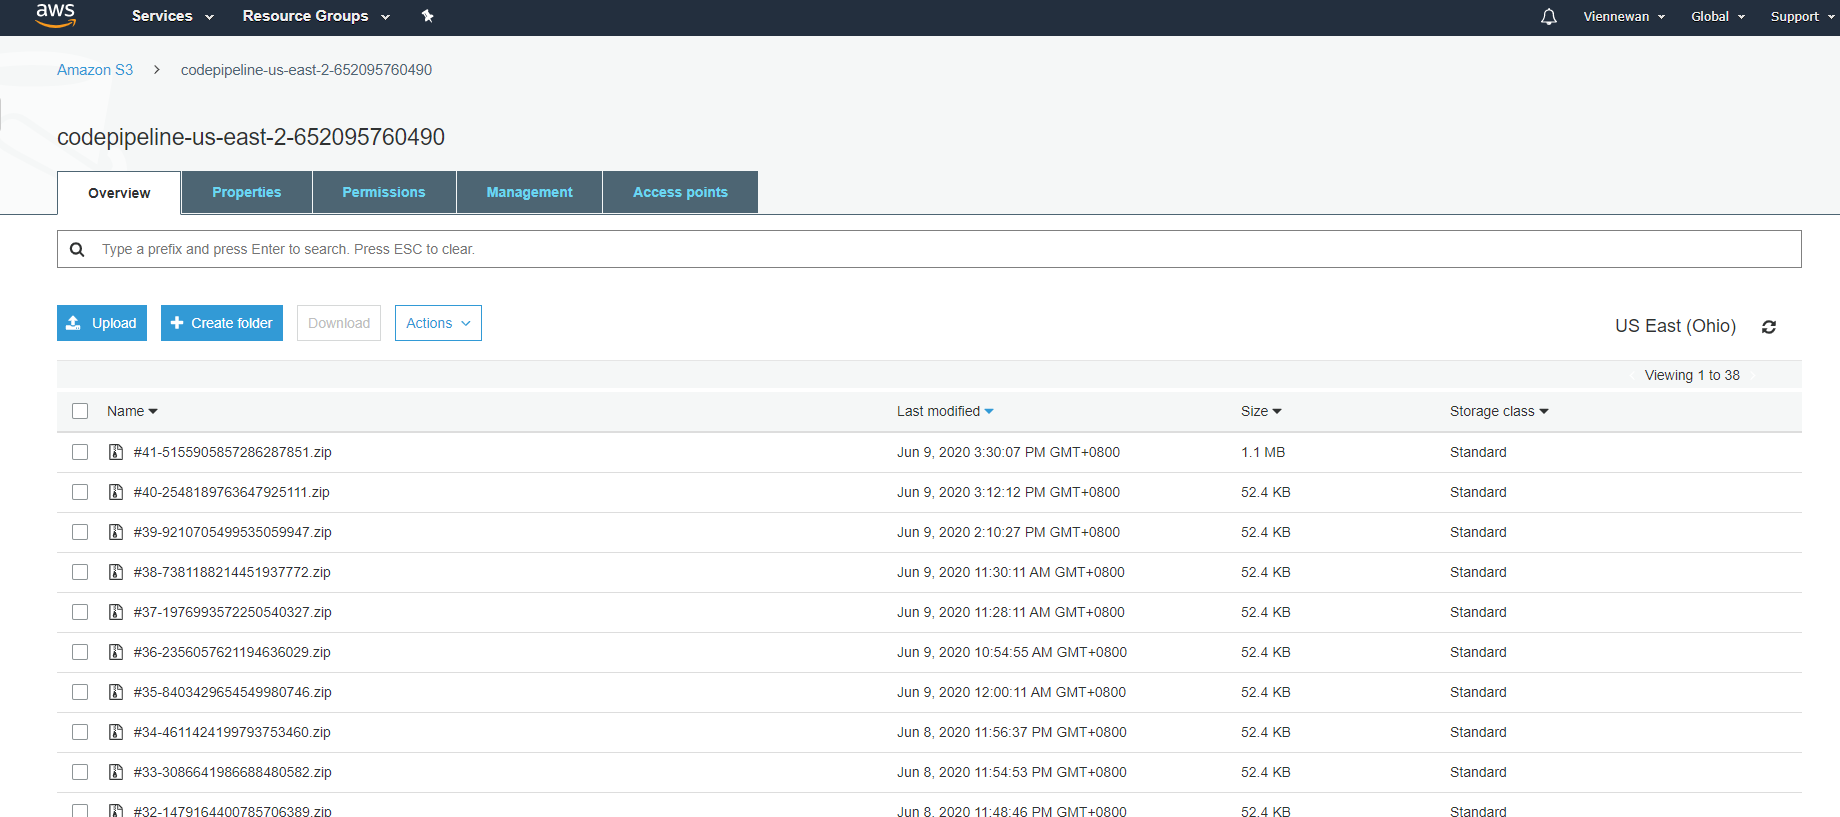 aws Services Resource Groups Viennewan Global Support
Amazon S3 > codepipeline-us-east-2-652095760490
codepipeline-us-east-2-652095760490
Overview Properties Permissions Management Access points
Type a prefix and press Enter to search. Press ESC to clear.
Upload Create folder Download Actions US East (Ohio)
Viewing 1 to 38
Name Last modified Size Storage class
#41-5155905857286287851.zip Jun 9, 2020 3:30:07 PM GMT+0800 1.1 MB Standard
#40-2548189763647925111.zip Jun 9, 2020 3:12:12 PM GMT+0800 52.4 KB Standard
#39-9210705499535059947.zip Jun 9, 2020 2:10:27 PM GMT+0800 52.4 KB Standard
#38-7381188214451937772.zip Jun 9, 2020 11:30:11 AM GMT+0800 52.4 KB Standard
#37-1976993572250540327.zip Jun 9, 2020 11:28:11 AM GMT+0800 52.4 KB Standard
#36-2356057621194636029.zip Jun 9, 2020 10:54:55 AM GMT+0800 52.4 KB Standard
#35-8403429654549980746.zip Jun 9, 2020 12:00:11 AM GMT+0800 52.4 KB Standard
#34-4611424199793753460.zip Jun 8, 2020 11:56:37 PM GMT+0800 52.4 KB Standard
#33-3086641986688480582.zip Jun 8, 2020 11:54:53 PM GMT+0800 52.4 KB Standard
#32-1479164400785706389.zip Jun 8, 2020 11:48:46 PM GMT+0800 52.4 KB Standard